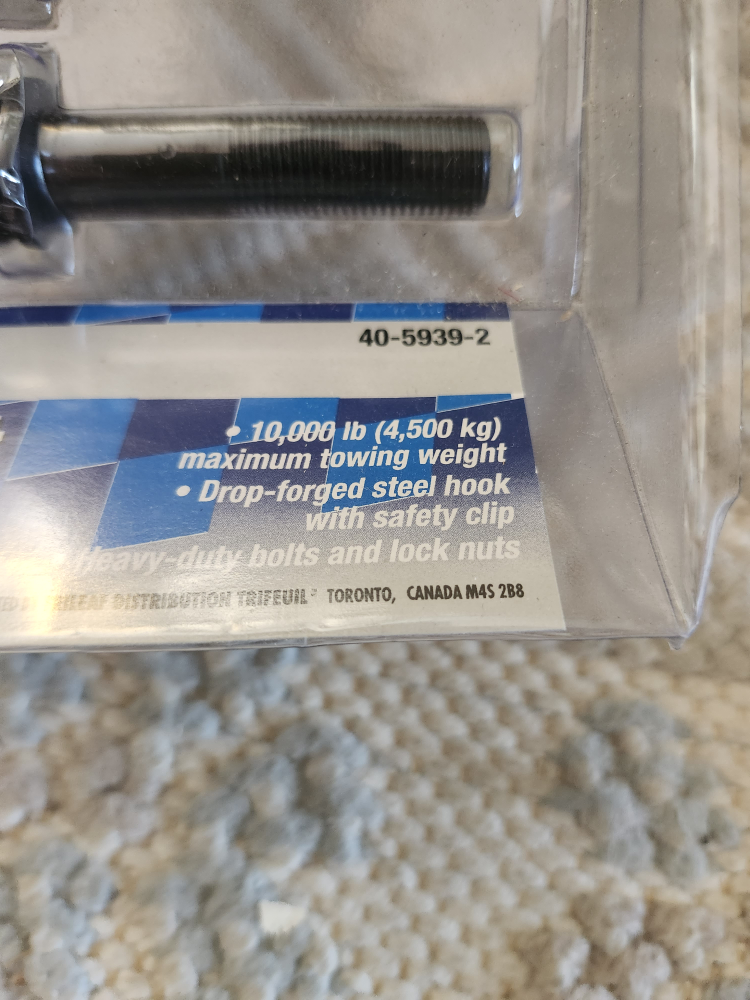 40-5939-2
• 10,000 lb (4,500 kg)
maximum towing weight
• Drop-forged steel hook
with safety clip
Heavy-duty bolts and lock nuts
TRILEAF DISTRIBUTION TRIFEUIL TORONTO, CANADA M4S 2B8